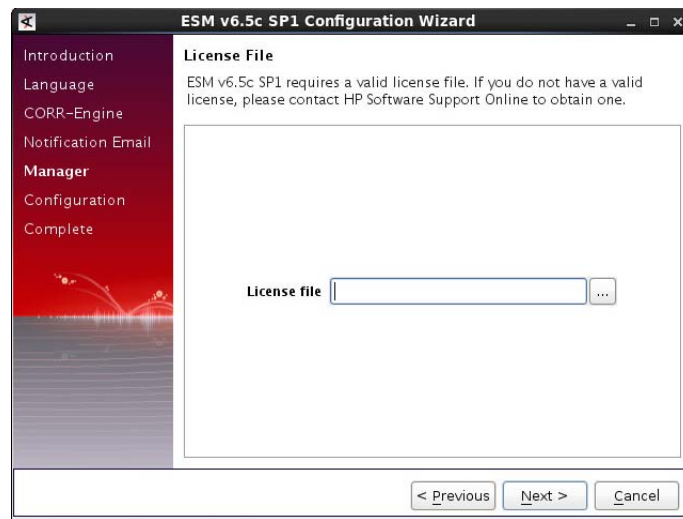 ESM v6.5c SP1 Configuration Wizard
Introduction
Language
CORR-Engine
Notification Email
Manager
Configuration
Complete
License File
ESM v6.5c SP1 requires a valid license file. If you do not have a valid
license, please contact HP Software Support Online to obtain one.
License file
...
< Previous
Next >
Cancel